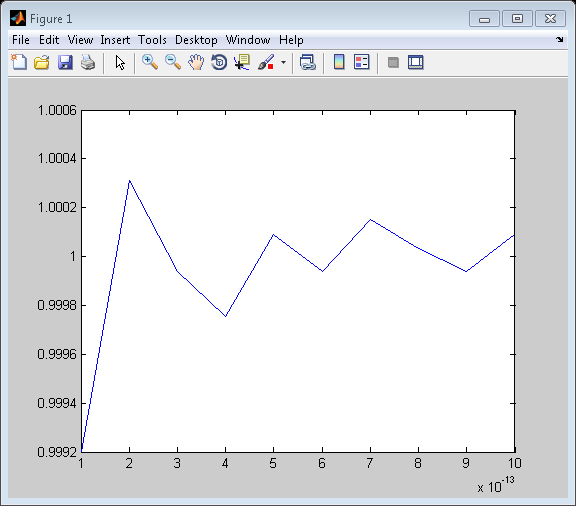 Figure 1
File Edit View Insert Tools Desktop Window Help
1.0006
1.0004
1.0002
1
0.9998
0.9996
0.9994
0.9992
1 2 3 4 5 6 7 8 9 10
x 10^-13